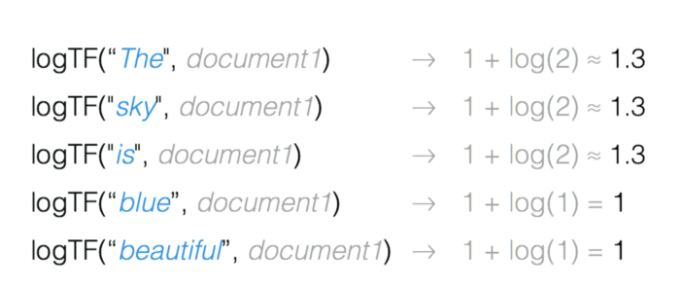 logTF(“The", document1) → 1 + log(2) ≈ 1.3
logTF("sky", document1) → 1 + log(2) ≈ 1.3
logTF("is", document1) → 1 + log(2) ≈ 1.3
logTF(“blue”, document1) → 1 + log(1) = 1
logTF(“beautiful”, document1) → 1 + log(1) = 1